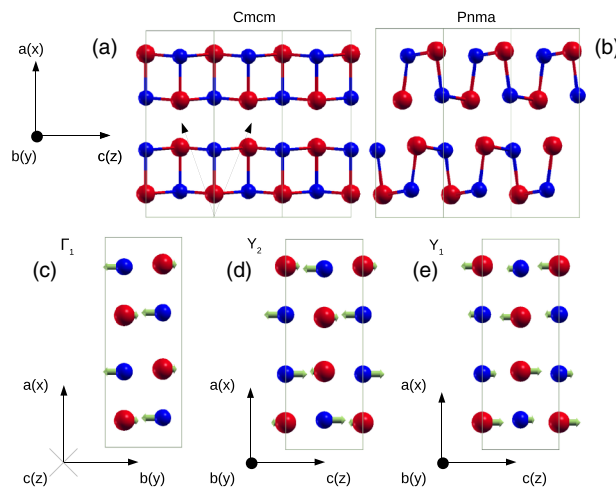 Cmcm
Pnma
a(x)
(a)
(b)
b(y)
c(z)
Γ1
Y2
Y1
(c)
(d)
(e)
a(x)
a(x)
a(x)
c(z)
b(y)
b(y)
c(z)
b(y)
c(z)